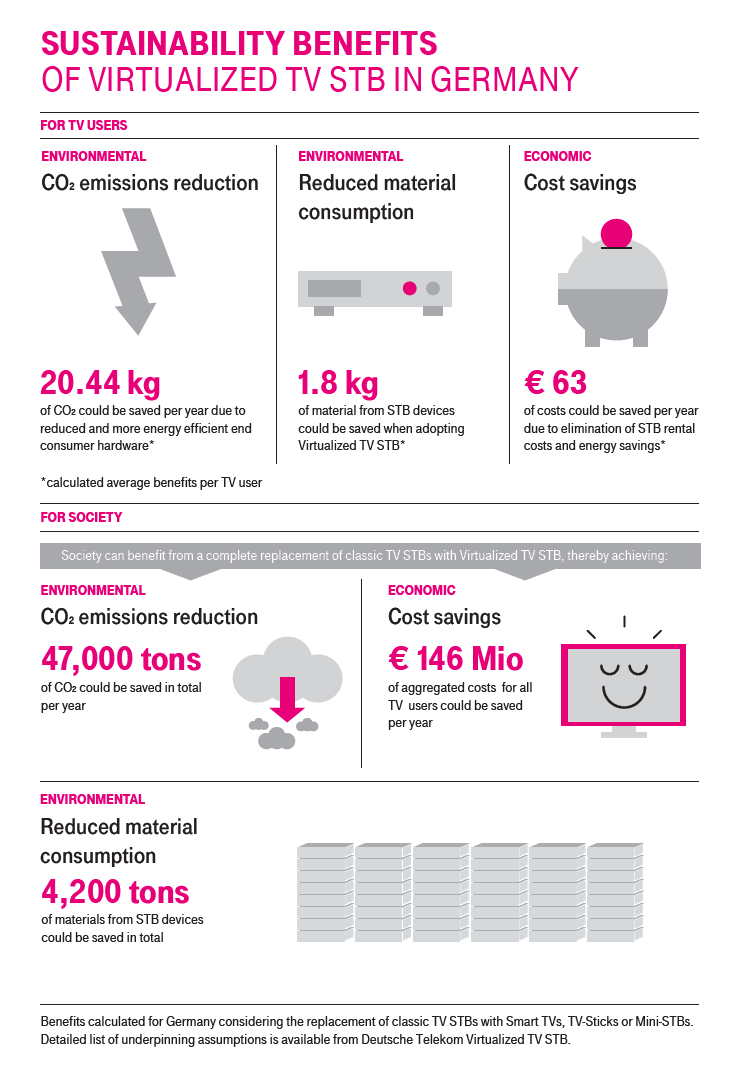 SUSTAINABILITY BENEFITS
OF VIRTUALIZED TV STB IN GERMANY
FOR TV USERS
ENVIRONMENTAL
CO₂ emissions reduction
20.44 kg
of CO₂ could be saved per year due to
reduced and more energy efficient end
consumer hardware*
ENVIRONMENTAL
Reduced material
consumption
1.8 kg
of material from STB devices
could be saved when adopting
Virtualized TV STB*
ECONOMIC
Cost savings
€ 63
of costs could be saved per year
due to elimination of STB rental
costs and energy savings*
*calculated average benefits per TV user
FOR SOCIETY
Society can benefit from a complete replacement of classic TV STBs with Virtualized TV STB, thereby achieving:
ENVIRONMENTAL
CO₂ emissions reduction
47,000 tons
of CO₂ could be saved in total
per year
ECONOMIC
Cost savings
€ 146 Mio
of aggregated costs for all
TV users could be saved
per year
ENVIRONMENTAL
Reduced material
consumption
4,200 tons
of materials from STB devices
could be saved in total
Benefits calculated for Germany considering the replacement of classic TV STBs with Smart TVs, TV-Sticks or Mini-STBs.
Detailed list of underpinning assumptions is available from Deutsche Telekom Virtualized TV STB.